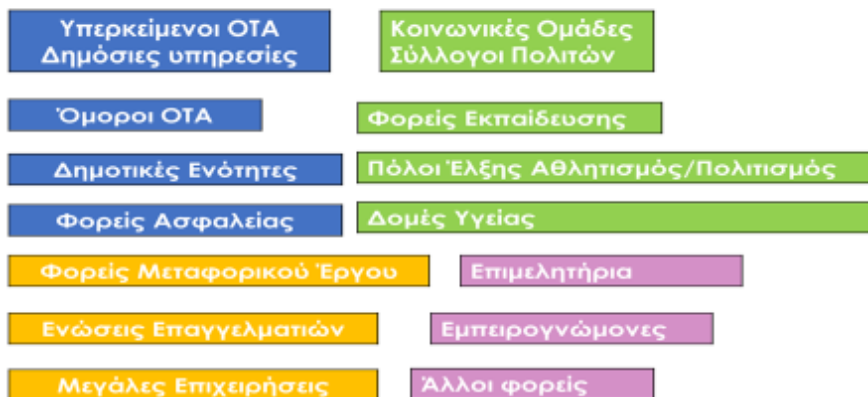 Υπερκείμενοι ΟΤΑ
Δημόσιες υπηρεσίες
Κοινωνικές Ομάδες
Σύλλογοι Πολιτών
Όμοροι ΟΤΑ
Φορείς Εκπαίδευσης
Δημοτικές Ενότητες
Πόλοι Έλξης Αθλητισμός/Πολιτισμός
Φορείς Ασφαλείας
Δομές Υγείας
Φορείς Μεταφορικού Έργου
Επιμελητήρια
Ενώσεις Επαγγελματιών
Εμπειρογνώμονες
Μεγάλες Επιχειρήσεις
Άλλοι φορείς